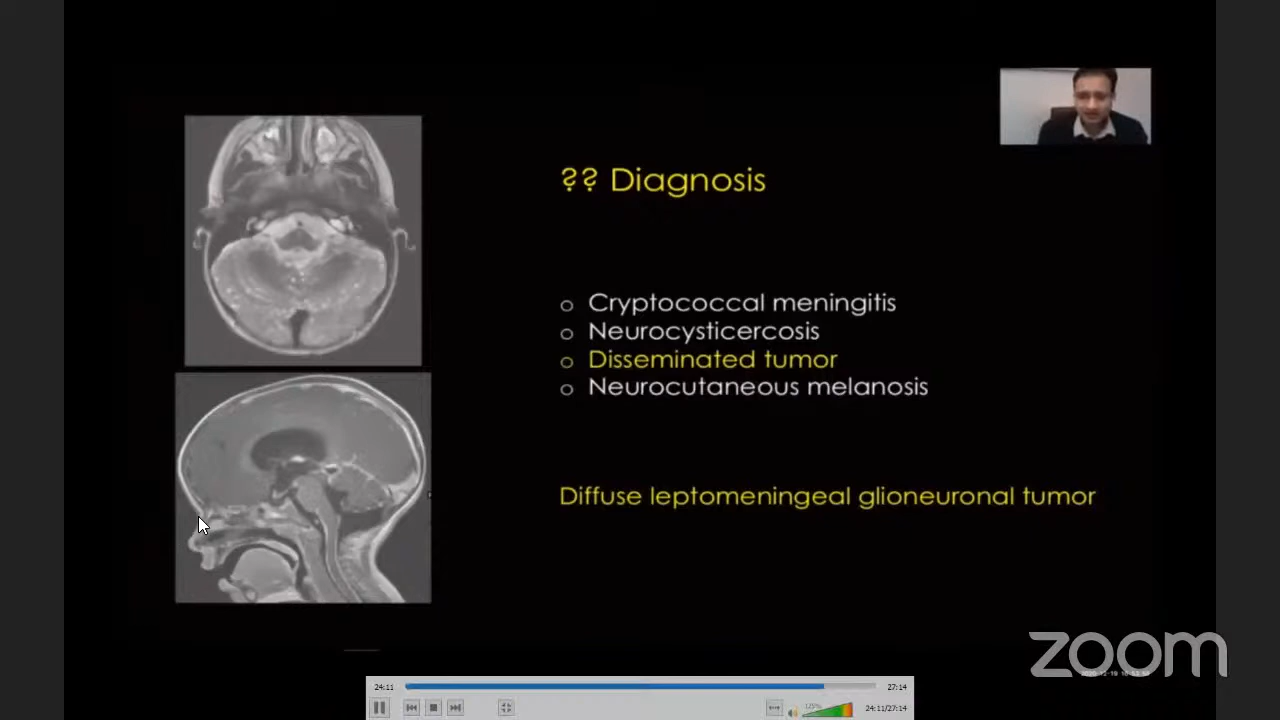 ?? Diagnosis
o Cryptococcal meningitis
o Neurocysticercosis
o Disseminated tumor
o Neurocutaneous melanosis
Diffuse leptomeningeal glioneuronal tumor
zoom
24:11
27:14
125%
24:11/27:14